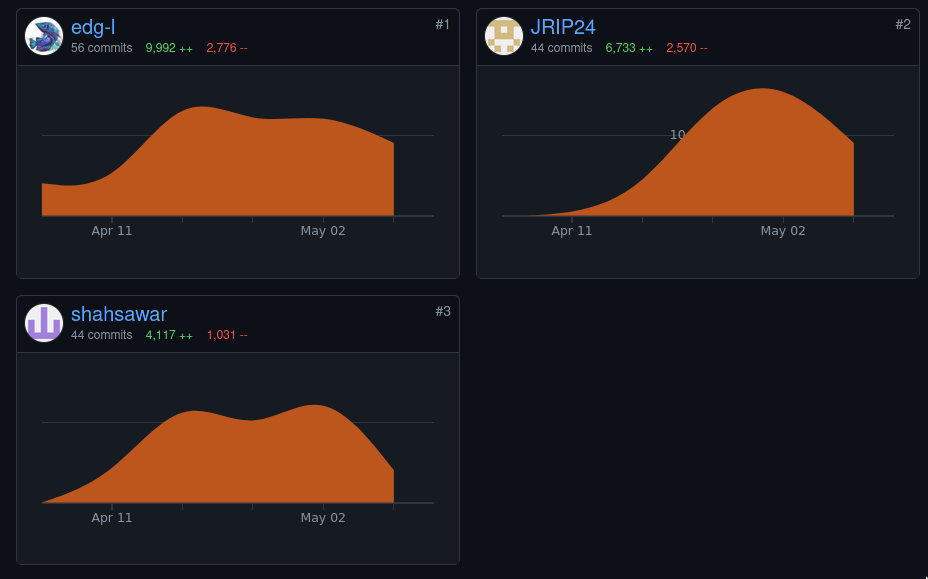 edg-l
#1
56 commits 9,992 ++ 2,776 --
Apr 11 May 02
JRIP24
#2
44 commits 6,733 ++ 2,570 --
10
Apr 11 May 02
shahsawar
#3
44 commits 4,117 ++ 1,031 --
Apr 11 May 02